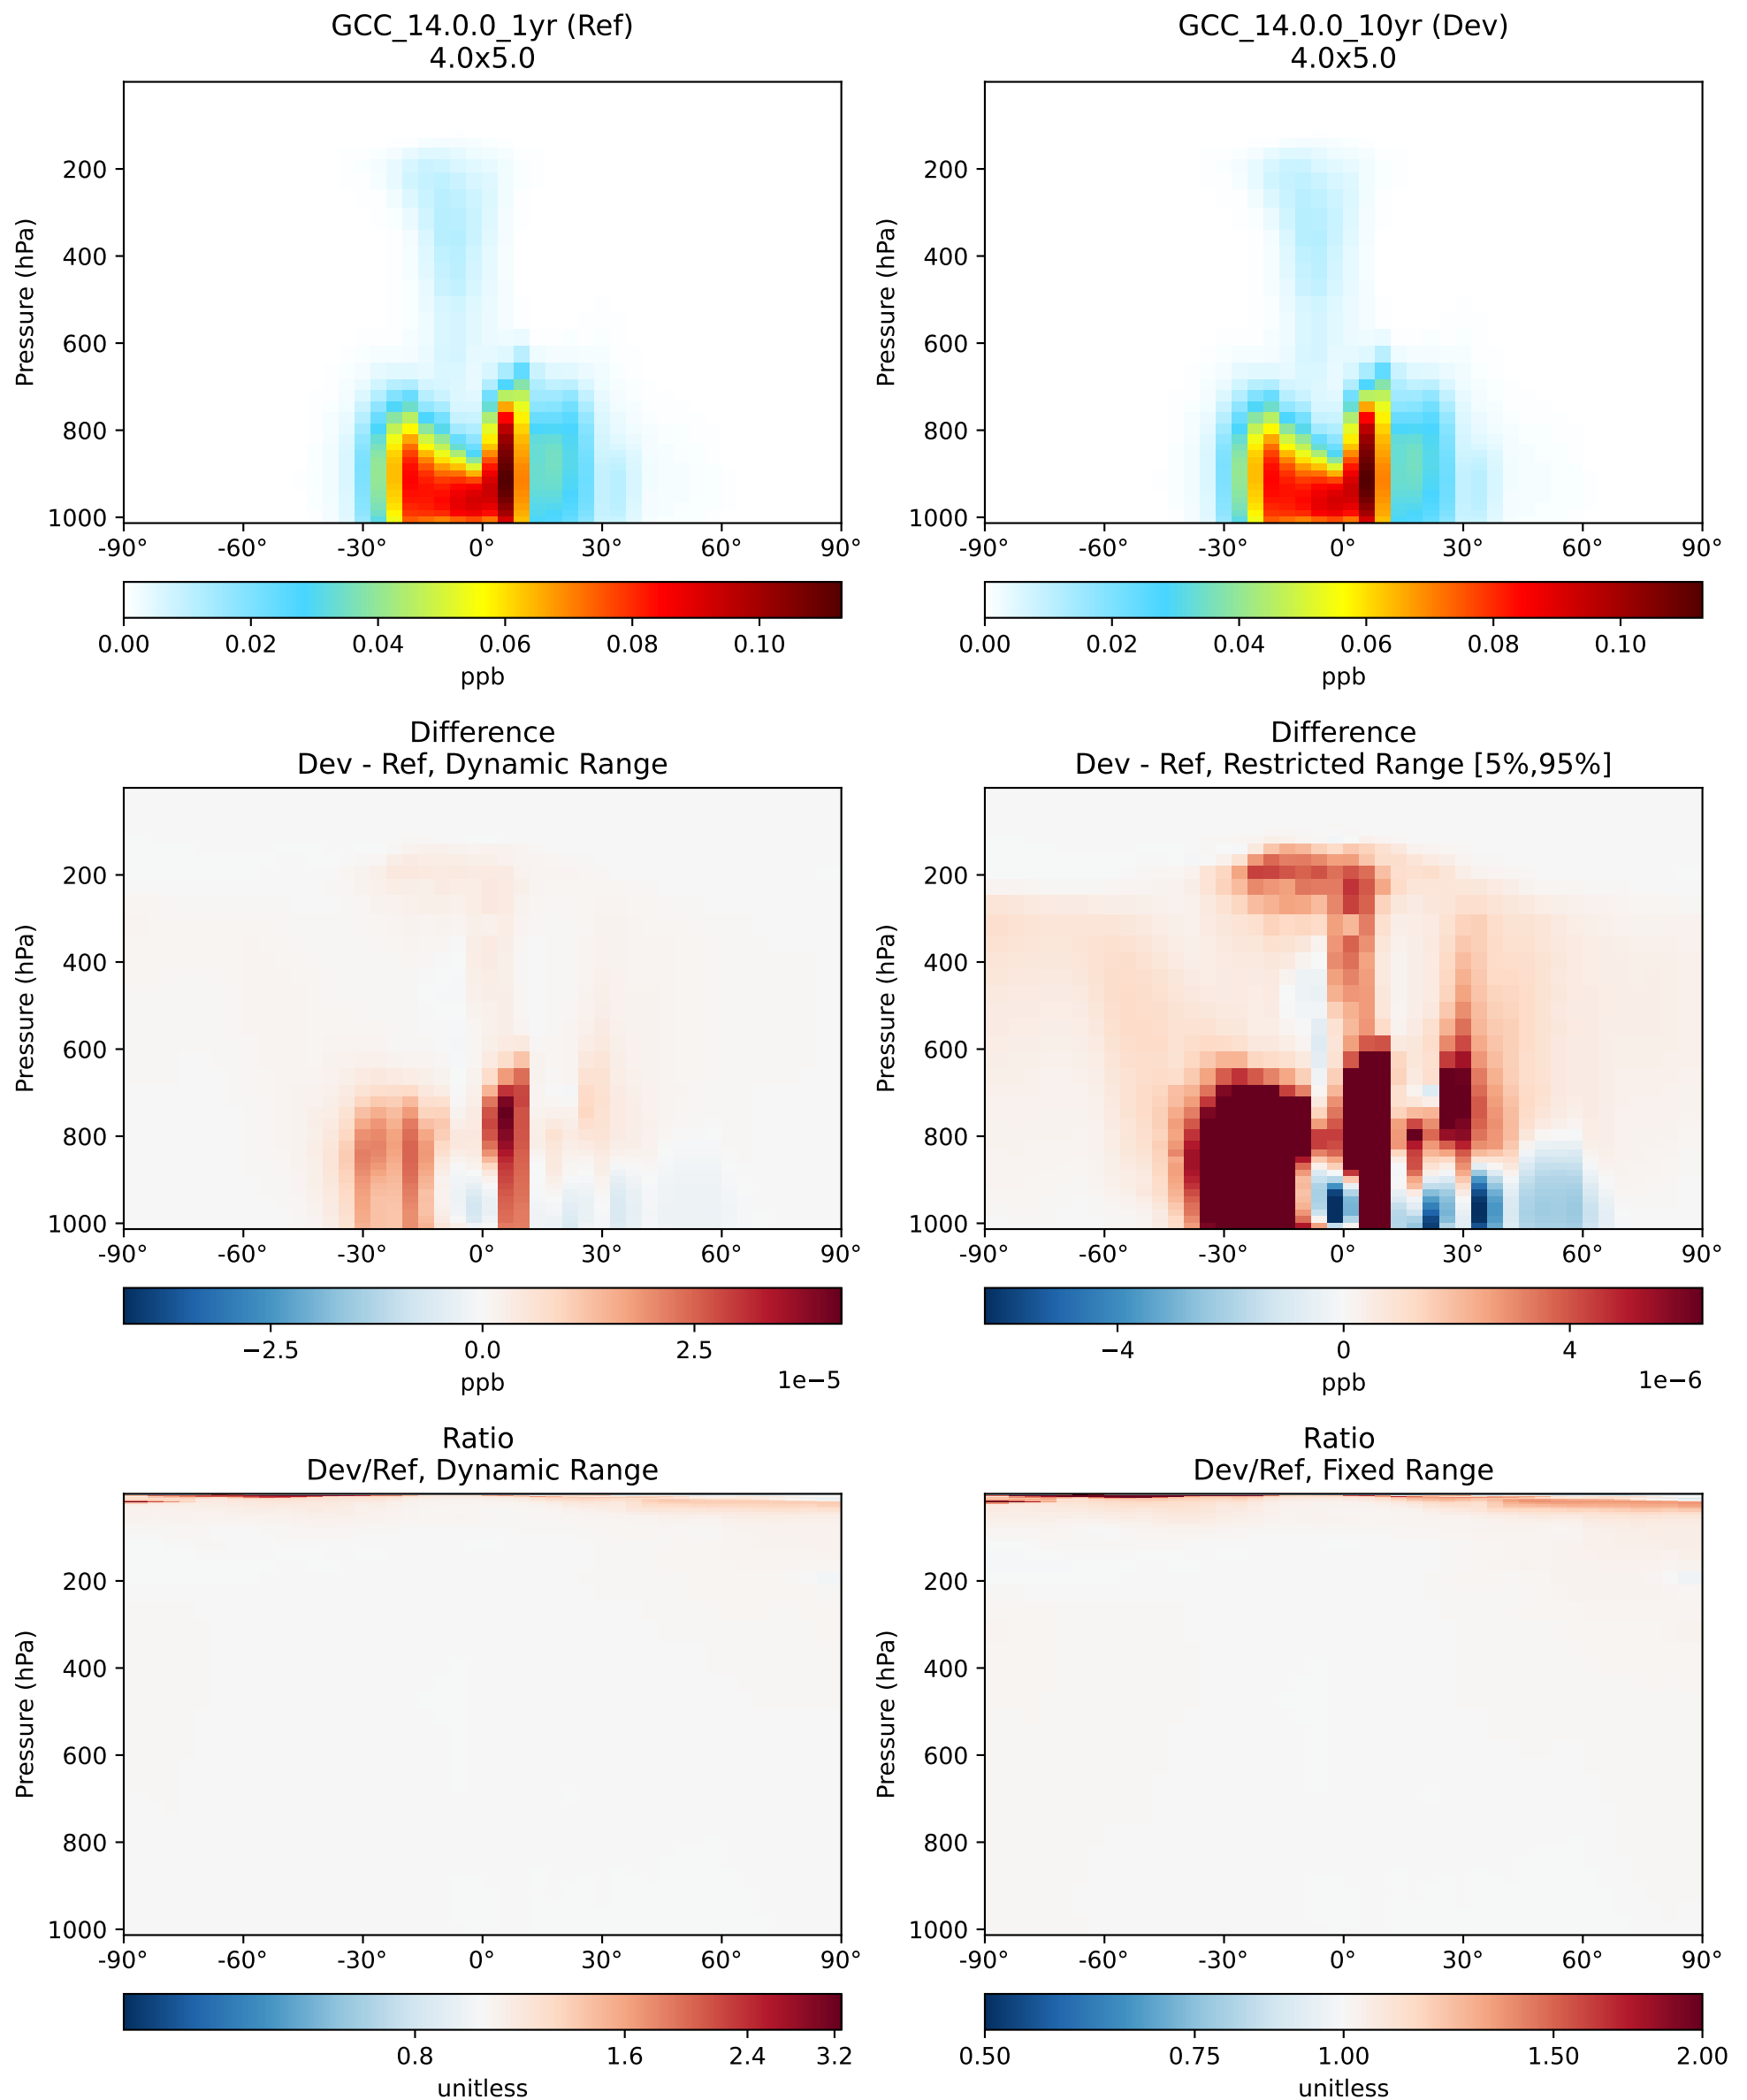 GCC_14.0.0_1yr (Ref)
4.0x5.0
Pressure (hPa)
200
400
600
800
1000
-90° -60° -30° 0° 30° 60° 90°
0.00 0.02 0.04 0.06 0.08 0.10
ppb
GCC_14.0.0_10yr (Dev)
4.0x5.0
Pressure (hPa)
200
400
600
800
1000
-90° -60° -30° 0° 30° 60° 90°
0.00 0.02 0.04 0.06 0.08 0.10
ppb
Difference
Dev - Ref, Dynamic Range
Pressure (hPa)
200
400
600
800
1000
-90° -60° -30° 0° 30° 60° 90°
−2.5 0.0 2.5
ppb 1e−5
Difference
Dev - Ref, Restricted Range [5%,95%]
Pressure (hPa)
200
400
600
800
1000
-90° -60° -30° 0° 30° 60° 90°
−4 0 4
ppb 1e−6
Ratio
Dev/Ref, Dynamic Range
Pressure (hPa)
200
400
600
800
1000
-90° -60° -30° 0° 30° 60° 90°
0.8 1.6 2.4 3.2
unitless
Ratio
Dev/Ref, Fixed Range
Pressure (hPa)
200
400
600
800
1000
-90° -60° -30° 0° 30° 60° 90°
0.50 0.75 1.00 1.50 2.00
unitless